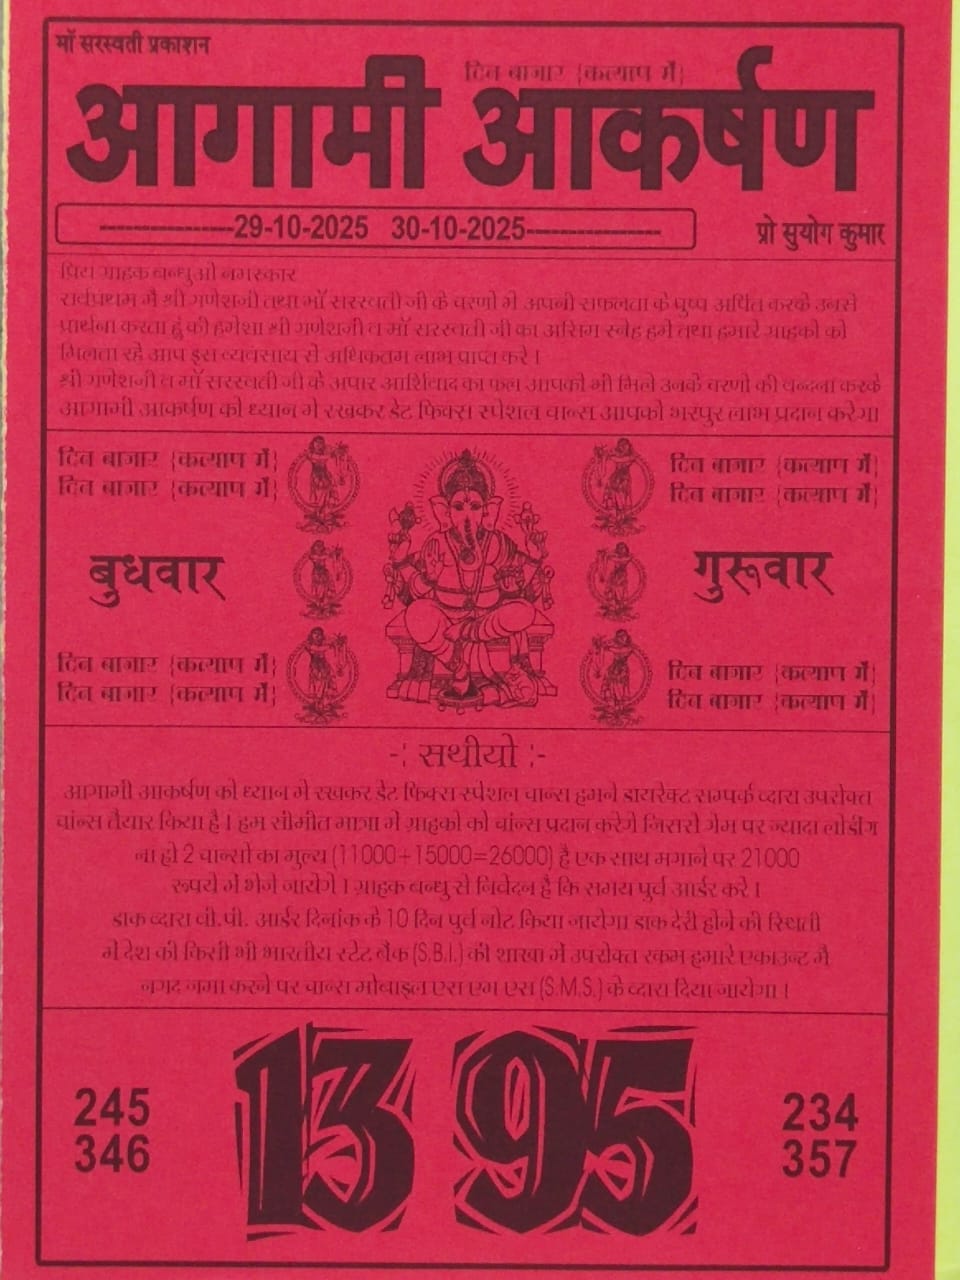 माँ सरस्वती प्रकाशन
दिन बाजार {कल्याण में}
आगामी आकर्षण
29-10-2025 30-10-2025
प्रो सुयोग कुमार
प्रिय ग्राहक बन्धुओ नमस्कार
सर्वप्रथम मै श्री गणेशजी तथा माँ सरस्वती जी के चरणो मे अपनी सफलता के पुष्प अर्पित करके उनसे
प्रार्थना करता हुं की हमेशा श्री गणेशजी व माँ सरस्वती जी का असिम स्नेह हमे तथा हमारे ग्राहको को
मिलता रहे आप इस व्यवसाय से अधिकतम लाभ प्राप्त करे ।
श्री गणेशजी व माँ सरस्वती जी के अपार आर्शिवाद का फल आपको भी मिले उनके चरणो की वन्दना करके
आगामी आकर्षण को ध्यान मे रखकर डेट फिक्स स्पेशल चान्स आपको भरपुर लाभ प्रदान करेगा
दिन बाजार {कल्याण में}
दिन बाजार {कल्याण में}
बुधवार
दिन बाजार {कल्याण में}
दिन बाजार {कल्याण में}
दिन बाजार {कल्याण में}
दिन बाजार {कल्याण में}
गुरूवार
दिन बाजार {कल्याण में}
दिन बाजार {कल्याण में}
-: सथीयो :-
आगामी आकर्षण को ध्यान मे रखकर डेट फिक्स स्पेशल चान्स हमने डायरेक्ट सम्पर्क व्दारा उपरोक्त
चांन्स तैयार किया है । हम सीमीत मात्रा में ग्राहको को चांन्स प्रदान करेगे जिससे गेम पर ज्यादा लोडींग
ना हो 2 चान्सो का मुल्य (11000+15000=26000) है एक साथ मगाने पर 21000
रूपये में भेजे जायेगे । ग्राहक बन्धु से निवेदन है कि समय पुर्व आर्डर करे ।
डाक व्दारा वी.पी. आर्डर दिनांक के 10 दिन पुर्व नोट किया जायेगा डाक देरी होने की स्थिती
में देश की किसी भी भारतीय स्टेट बैंक (S.B.I.) की शाखा में उपरोक्त रकम हमारे एकाउन्ट मै
नगद जमा करने पर चान्स मोबाइल एस एम एस (S.M.S.) के व्दारा दिया जायेगा ।
245
346
13 95
234
357